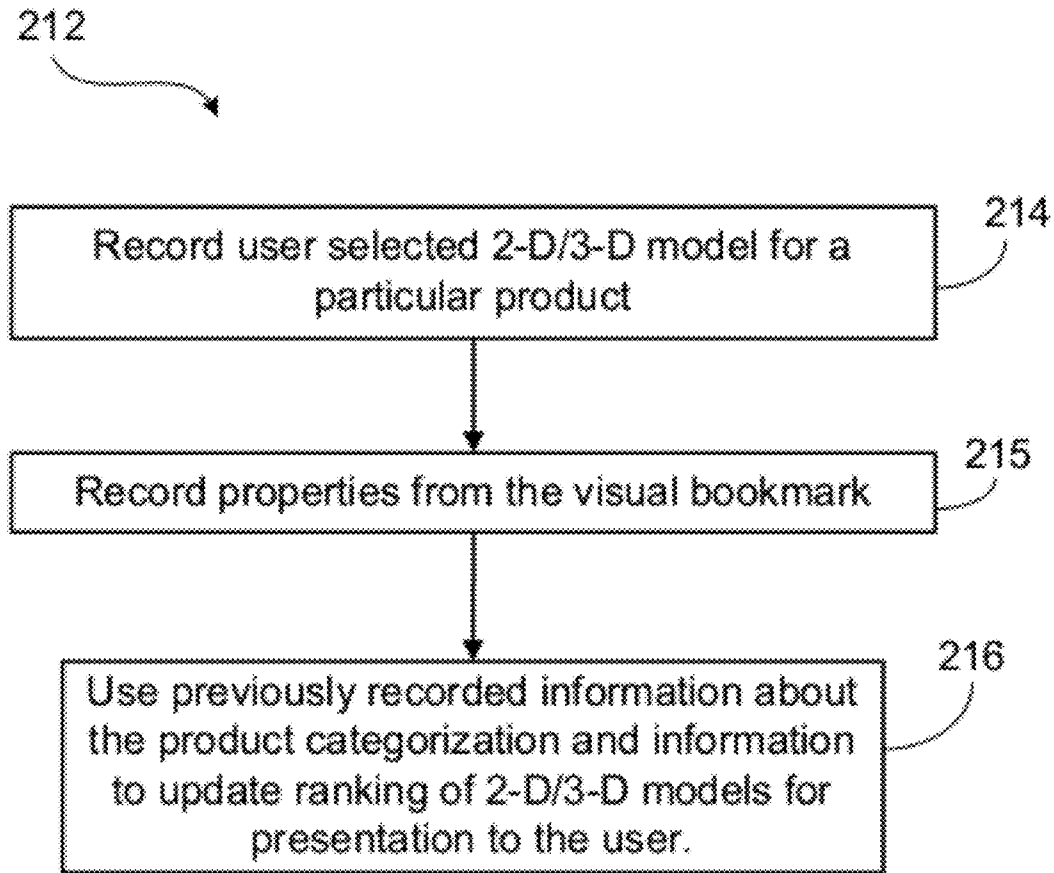 212
214
Record user selected 2-D/3-D model for a
particular product
215
Record properties from the visual bookmark
216
Use previously recorded information about
the product categorization and information
to update ranking of 2-D/3-D models for
presentation to the user.